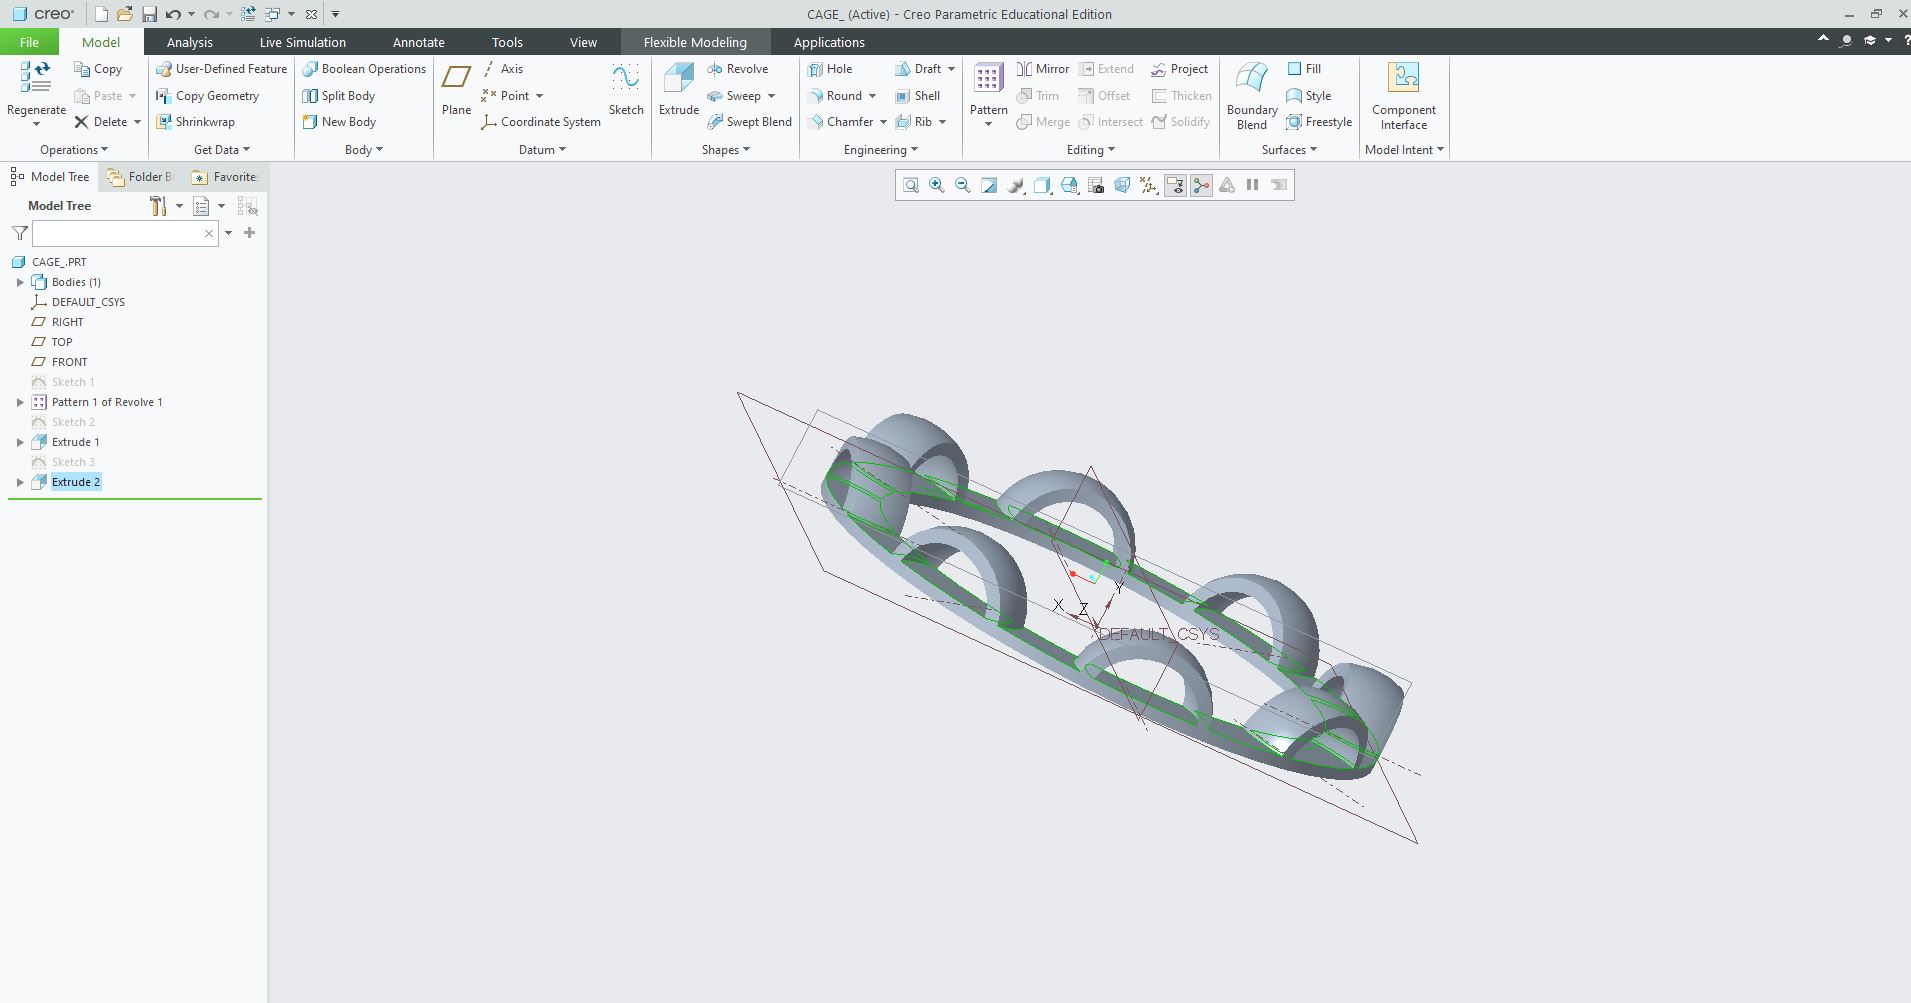 creo
CAGE_ (Active) - Creo Parametric Educational Edition
File Model Analysis Live Simulation Annotate Tools View Flexible Modeling Applications
Regenerate
Copy
Paste
Delete
Operations
User-Defined Feature
Copy Geometry
Shrinkwrap
Get Data
Boolean Operations
Split Body
New Body
Body
Plane
Axis
Point
Coordinate System
Sketch
Datum
Extrude
Revolve
Sweep
Swept Blend
Shapes
Hole
Round
Chamfer
Draft
Shell
Rib
Engineering
Pattern
Mirror
Trim
Merge
Extend
Offset
Intersect
Project
Thicken
Solidify
Editing
Boundary
Blend
Fill
Style
Freestyle
Surfaces
Component
Interface
Model Intent
Model Tree Folder B Favorite
Model Tree
CAGE_.PRT
Bodies (1)
DEFAULT_CSYS
RIGHT
TOP
FRONT
Sketch 1
Pattern 1 of Revolve 1
Sketch 2
Extrude 1
Sketch 3
Extrude 2
Y
X Z
DEFAULT_CSYS